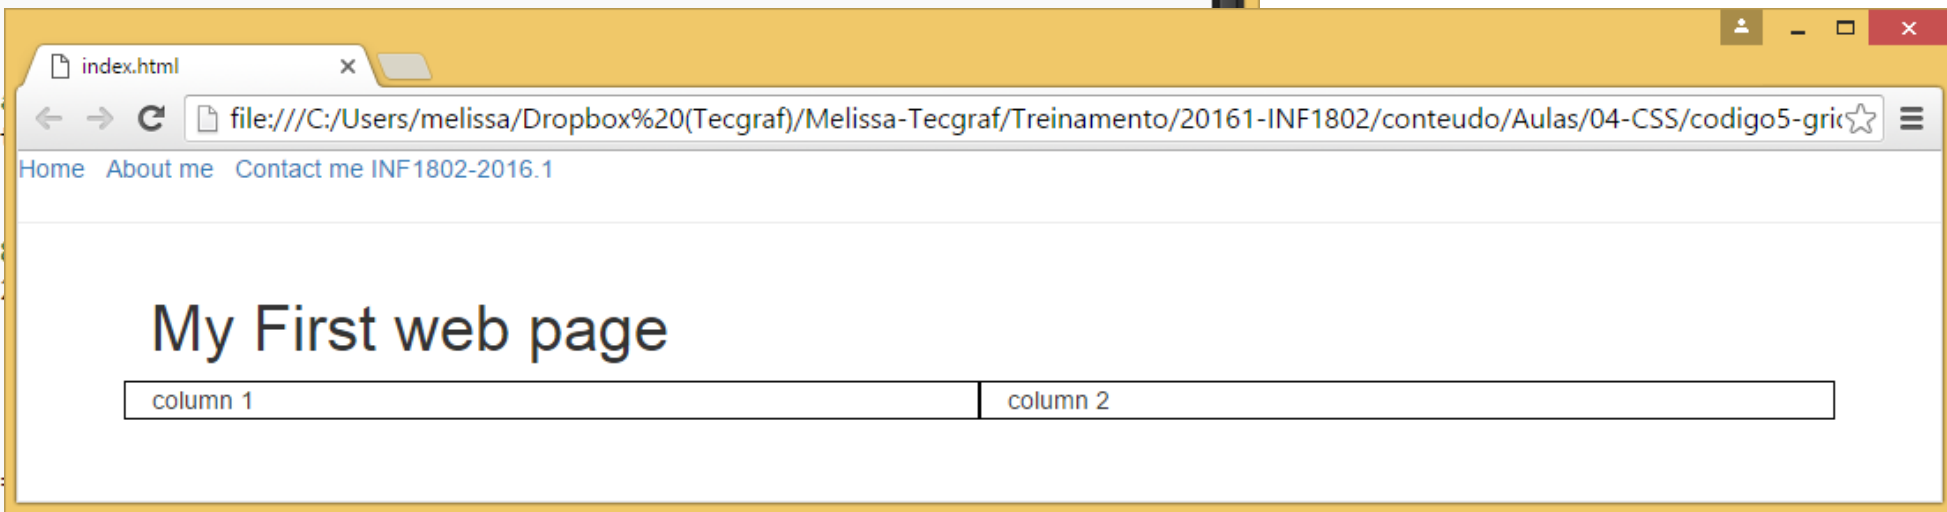 index.html
file:///C:/Users/melissa/Dropbox%20(Tecgraf)/Melissa-Tecgraf/Treinamento/20161-INF1802/conteudo/Aulas/04-CSS/codigo5-gri
Home About me Contact me INF1802-2016.1
My First web page
column 1 column 2